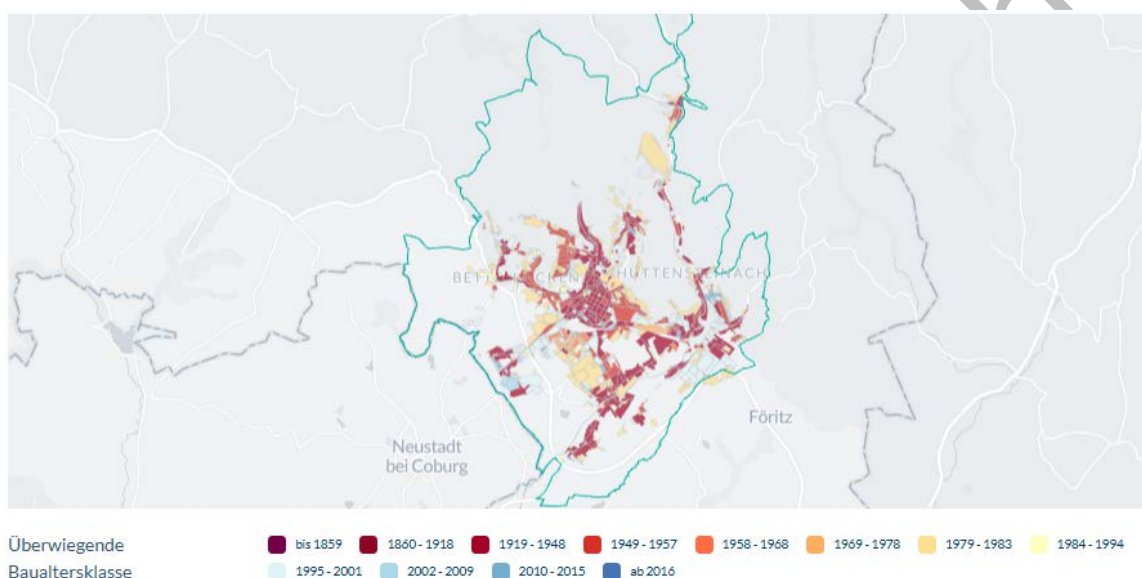 HÜTTENSTEINACH
Föritz
Neustadt
bei Coburg
Überwiegende
Baualtersklasse
bis 1859 1860 - 1918 1919 - 1948 1949 - 1957 1958 - 1968 1969 - 1978 1979 - 1983 1984 - 1994
1995 - 2001 2002 - 2009 2010 - 2015 ab 2016